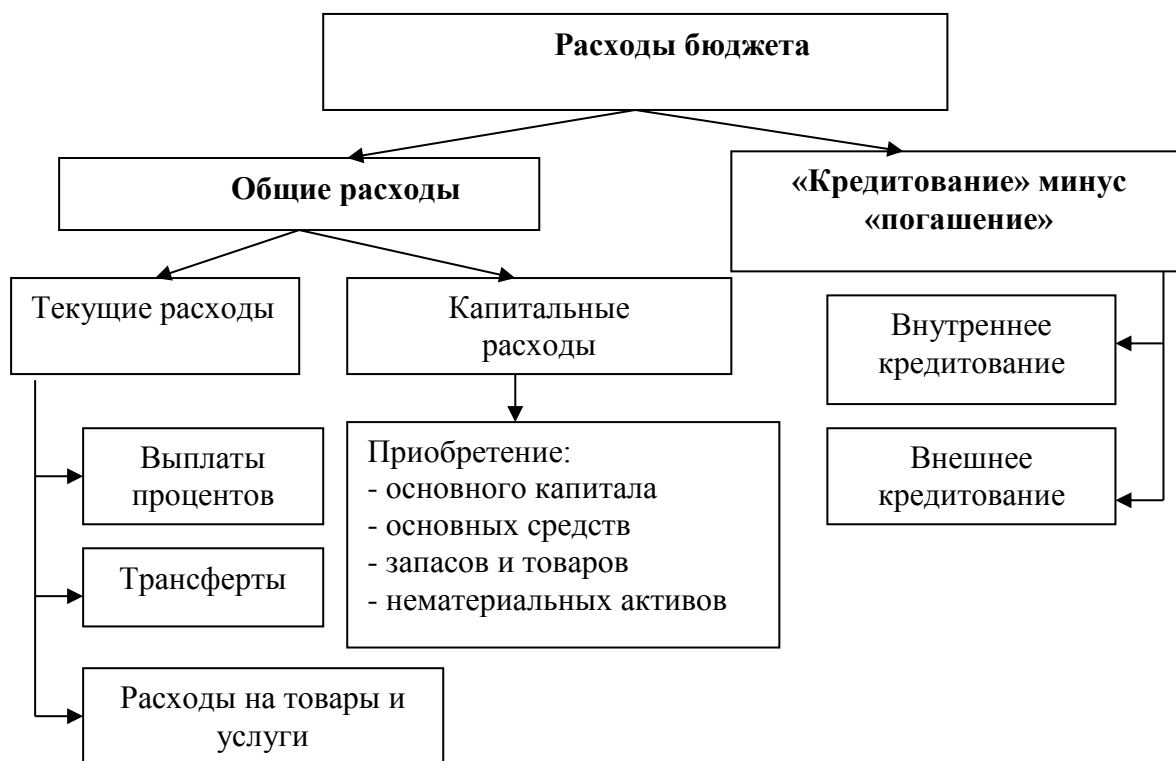 Расходы бюджета
Общие расходы
«Кредитование» минус
«погашение»
Текущие расходы
Капитальные
расходы
Внутреннее
кредитование
Выплаты
процентов
Приобретение:
- основного капитала
- основных средств
- запасов и товаров
- нематериальных активов
Внешнее
кредитование
Трансферты
Расходы на товары и
услуги